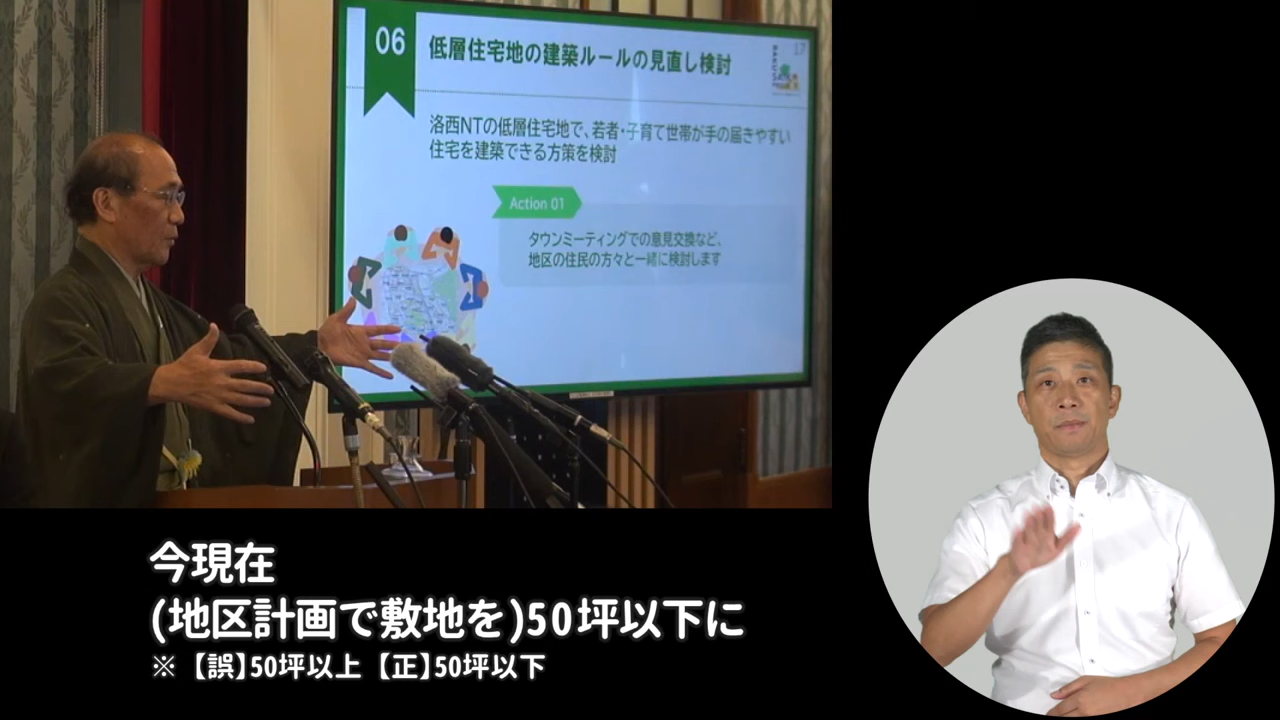 06
低層住宅地の建築ルールの見直し検討
17
洛西NTの低層住宅地で、若者・子育て世帯が手の届きやすい
住宅を建築できる方策を検討
Action 01
タウンミーティングでの意見交換など、
地区の住民の方々と一緒に検討します
今現在
(地区計画で敷地を)50坪以下に
※ 【誤】50坪以上 【正】50坪以下